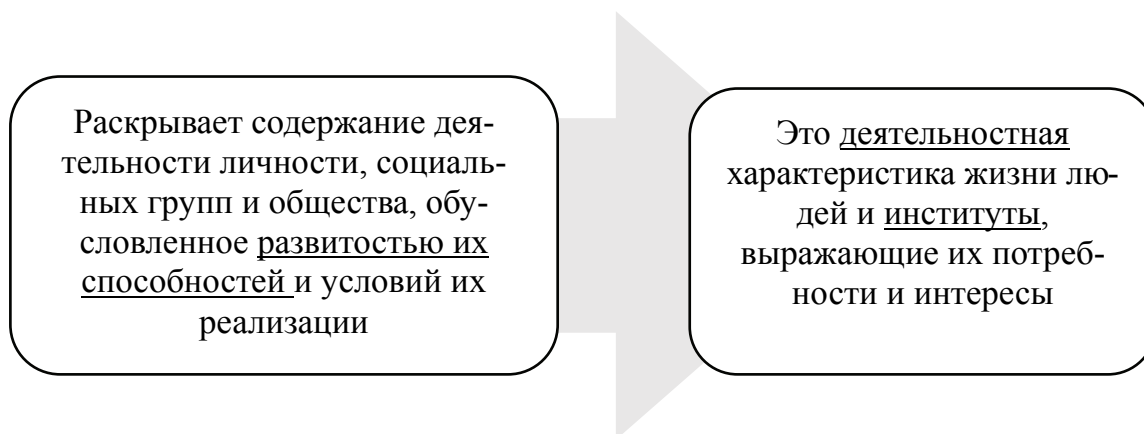 Раскрывает содержание дея-
тельности личности, социаль-
ных групп и общества, обу-
словленное развитостью их
способностей и условий их
реализации
Это деятельностная
характеристика жизни лю-
дей и институты,
выражающие их потреб-
ности и интересы